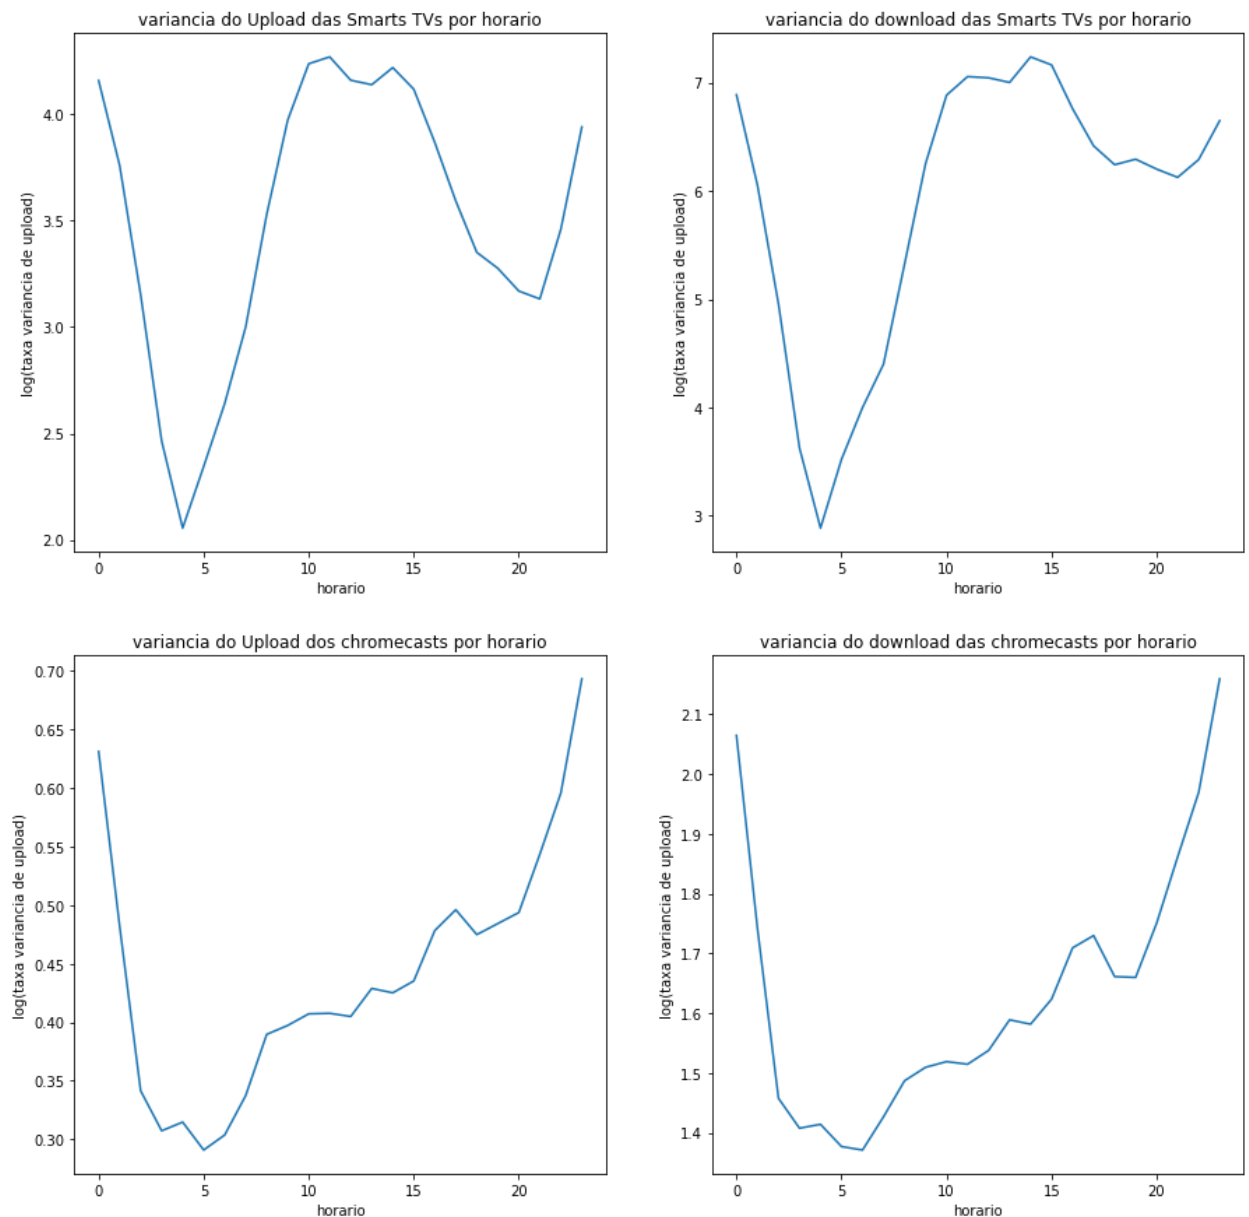 variancia do Upload das Smarts TVs por horario
log(taxa variancia de upload)
4.0
3.5
3.0
2.5
2.0
0 5 10 15 20
horario
variancia do download das Smarts TVs por horario
log(taxa variancia de upload)
7
6
5
4
3
0 5 10 15 20
horario
variancia do Upload dos chromecasts por horario
log(taxa variancia de upload)
0.70
0.65
0.60
0.55
0.50
0.45
0.40
0.35
0.30
0 5 10 15 20
horario
variancia do download das chromecasts por horario
log(taxa variancia de upload)
2.1
2.0
1.9
1.8
1.7
1.6
1.5
1.4
0 5 10 15 20
horario